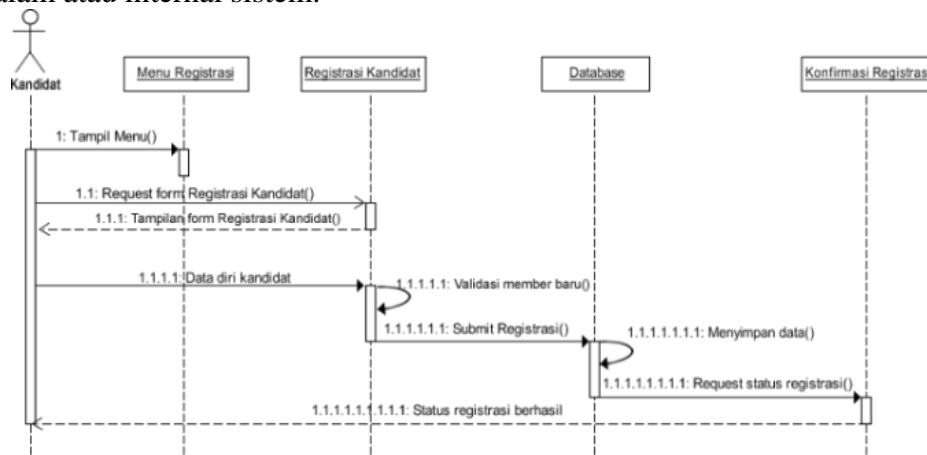 atau internal sistem.
Kandidat
Menu Registrasi
Registrasi Kandidat
Database
Konfirmasi Registras
1: Tampil Menu()
1.1: Request form Registrasi Kandidat()
1.1.1: Tampilan form Registrasi Kandidat()
1.1.1.1: Data diri kandidat
1.1.1.1.1: Validasi member baru()
1.1.1.1.1.1: Submit Registrasi()
1.1.1.1.1.1.1: Menyimpan data()
1.1.1.1.1.1.1.1: Request status registrasi()
1.1.1.1.1.1.1.1.1: Status registrasi berhasil